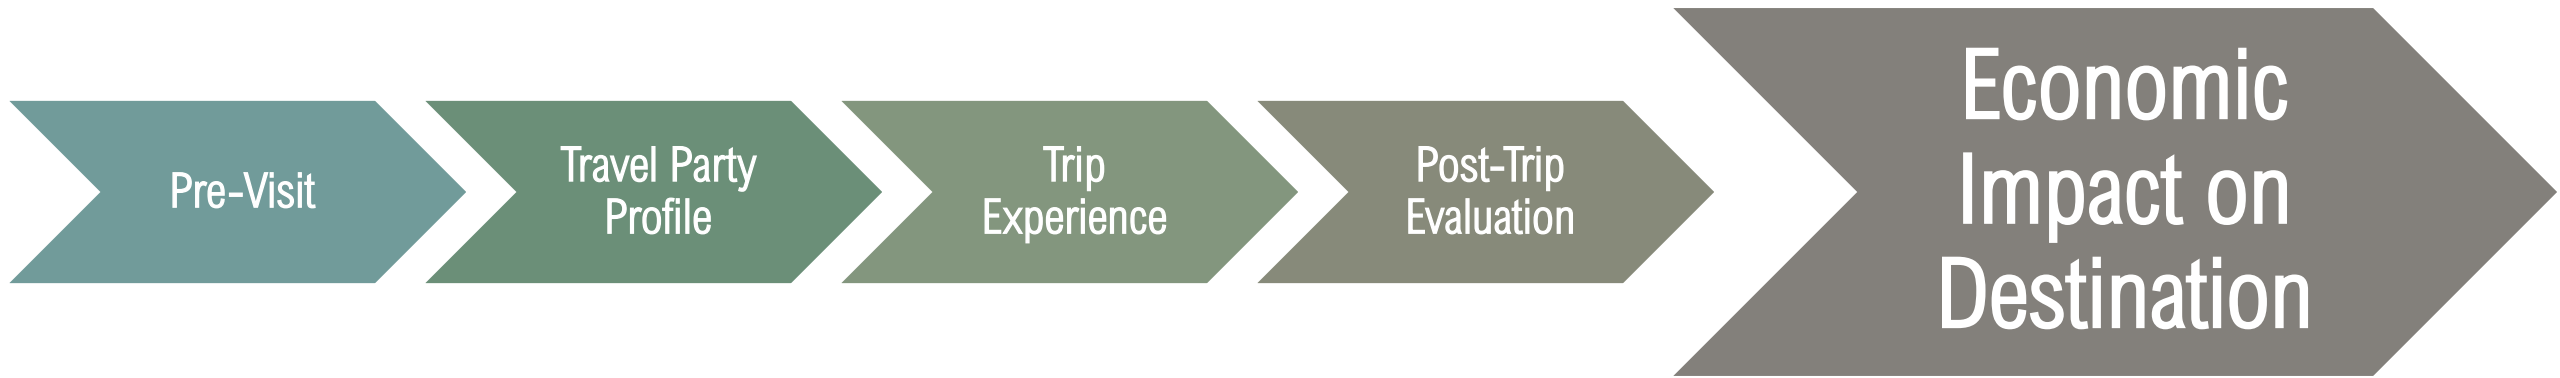 Pre-Visit
Travel Party
Profile
Trip
Experience
Post-Trip
Evaluation
Economic
Impact on
Destination